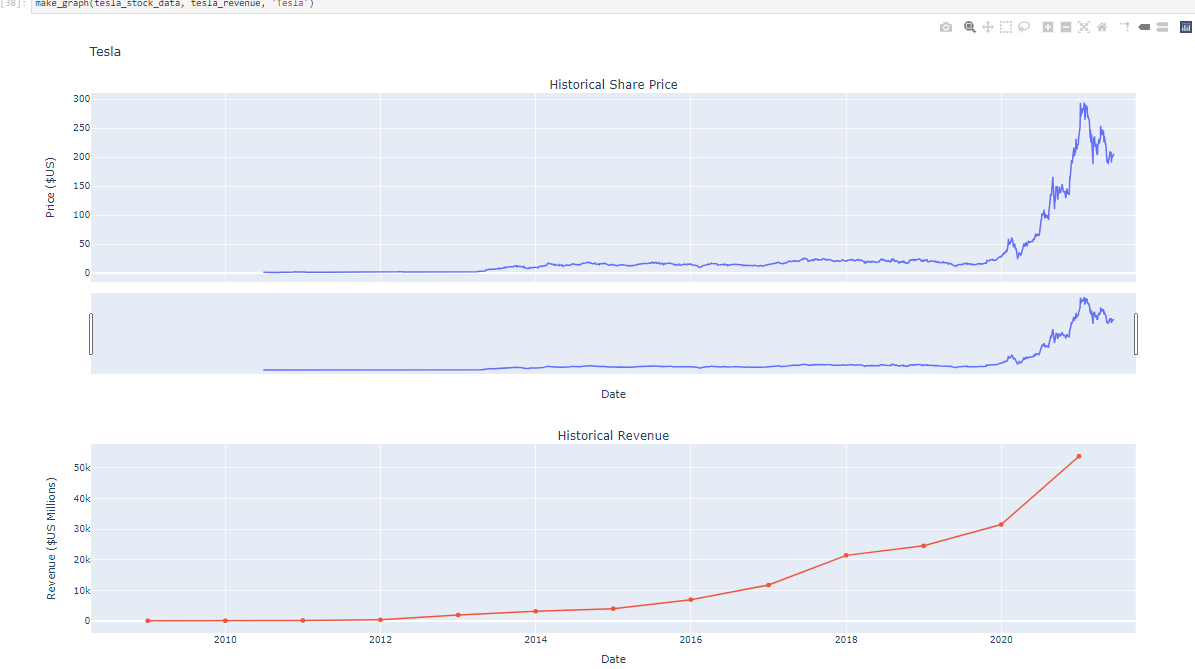 [38]: make_graph(tesla_stock_data, tesla_revenue, 'Tesla')
Tesla
Historical Share Price
300
250
200
150
100
50
0
Price ($US)
Date
Historical Revenue
50k
40k
30k
20k
10k
0
Revenue ($US Millions)
2010 2012 2014 2016 2018 2020
Date